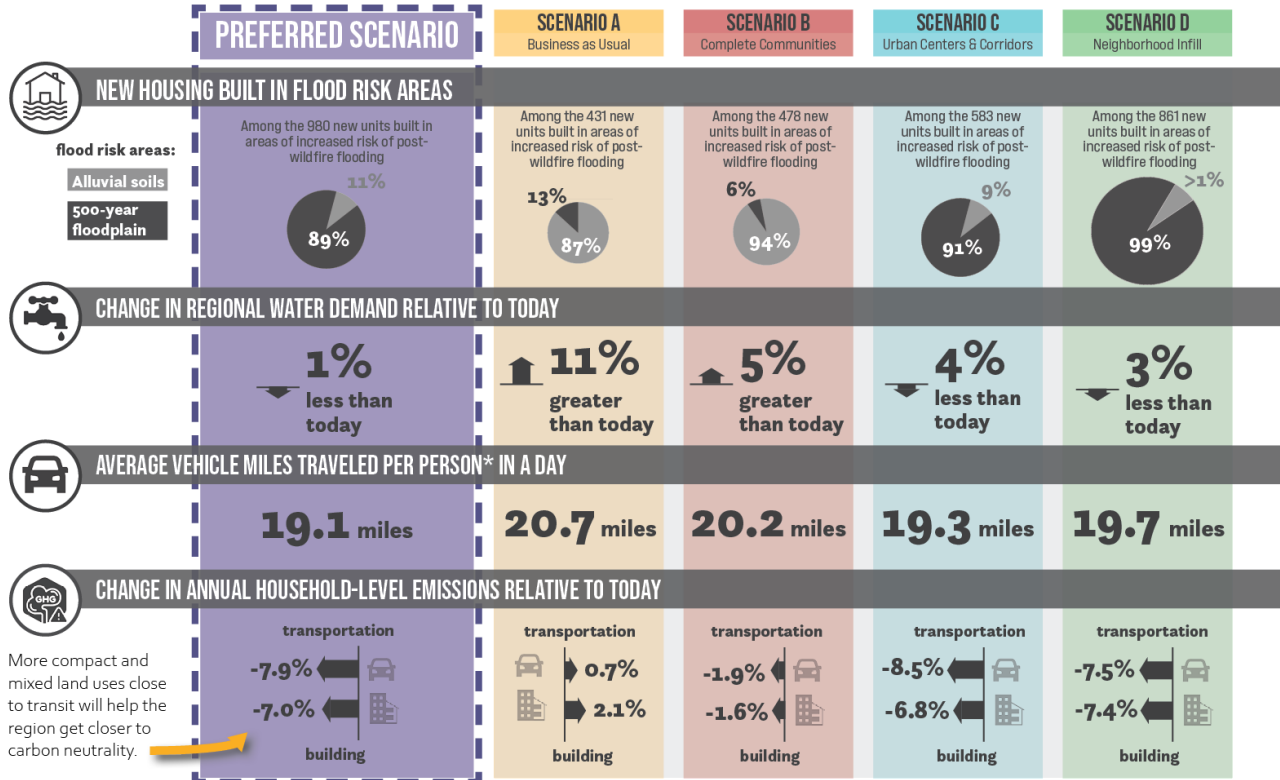 PREFERRED SCENARIO
SCENARIO A
Business as Usual
SCENARIO B
Complete Communities
SCENARIO C
Urban Centers & Corridors
SCENARIO D
Neighborhood Infill
NEW HOUSING BUILT IN FLOOD RISK AREAS
flood risk areas:
Alluvial soils
500-year
floodplain
Among the 980 new units built in
areas of increased risk of post-
wildfire flooding
11%
89%
Among the 431 new
units built in areas of
increased risk of post-
wildfire flooding
13%
87%
Among the 478 new
units built in areas of
increased risk of post-
wildfire flooding
6%
94%
Among the 583 new
units built in areas of
increased risk of post-
wildfire flooding
9%
91%
Among the 861 new
units built in areas of
increased risk of post-
wildfire flooding
>1%
99%
CHANGE IN REGIONAL WATER DEMAND RELATIVE TO TODAY
1%
less than
today
11%
greater
than today
5%
greater
than today
4%
less than
today
3%
less than
today
AVERAGE VEHICLE MILES TRAVELED PER PERSON* IN A DAY
19.1 miles
20.7 miles
20.2 miles
19.3 miles
19.7 miles
GHG
CHANGE IN ANNUAL HOUSEHOLD-LEVEL EMISSIONS RELATIVE TO TODAY
More compact and
mixed land uses close
to transit will help the
region get closer to
carbon neutrality.
transportation
-7.9%
-7.0%
building
transportation
0.7%
2.1%
building
transportation
-1.9%
-1.6%
building
transportation
-8.5%
-6.8%
building
transportation
-7.5%
-7.4%
building